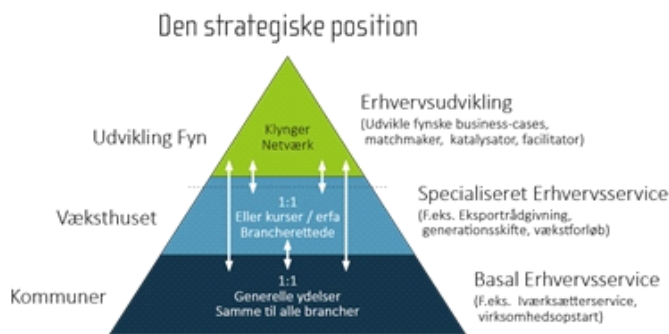 Den strategiske position
Udvikling Fyn
Klynger
Netværk
Erhvervsudvikling
(Udvikle fynske business-cases,
matchmaker, katalysator, facilitator)
Væksthuset
1:1
Eller kurser / erfa
Brancherettede
Specialiseret Erhvervsservice
(F.eks. Eksportrådgivning,
generationsskifte, vækstforløb)
Kommuner
1:1
Generelle ydelser
Samme til alle brancher
Basal Erhvervsservice
(F.eks. Iværksætterservice,
virksomhedsopstart)